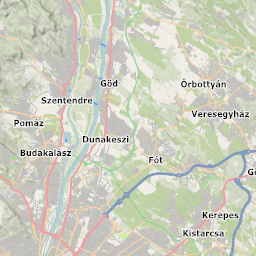 Göd
Őrbottyán
Szentendre
Veresegyház
Pomáz
Dunakeszi
Budakalász
Fót
Kerepes
Kistarcsa